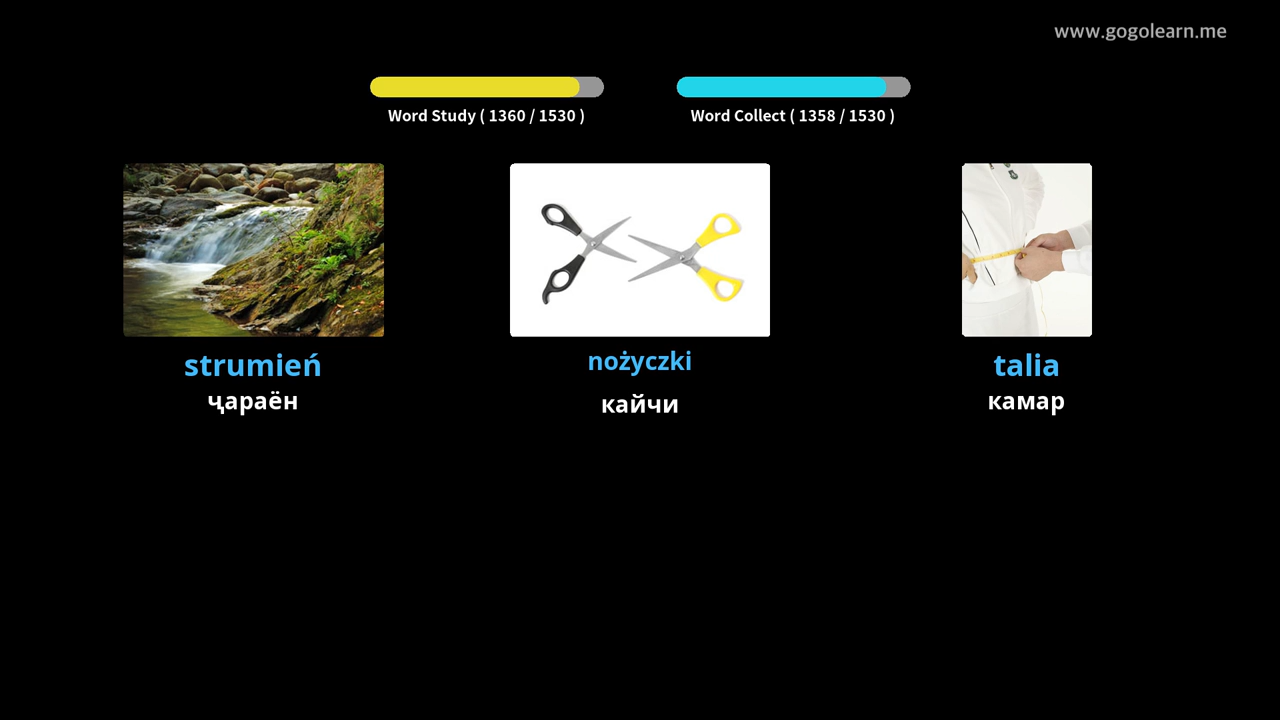 www.gogolearn.me
Word Study ( 1360 / 1530 )
Word Collect ( 1358 / 1530 )
strumień
ҷараён
nożyczki
кайчи
talia
камар